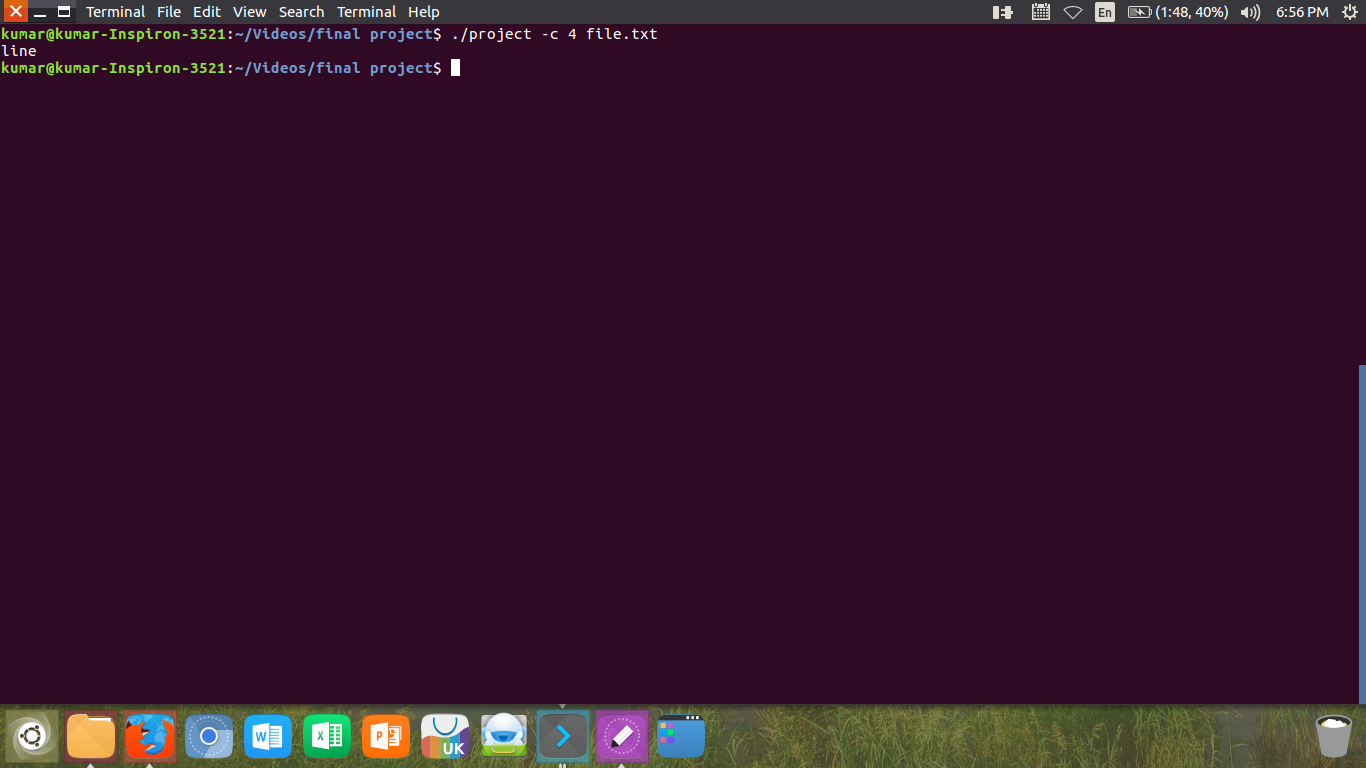 Terminal File Edit View Search Terminal Help En (1:48, 40%) 6:56 PM
kumar@kumar-Inspiron-3521:~/Videos/final project$ ./project -c 4 file.txt
line
kumar@kumar-Inspiron-3521:~/Videos/final project$
W X P UK